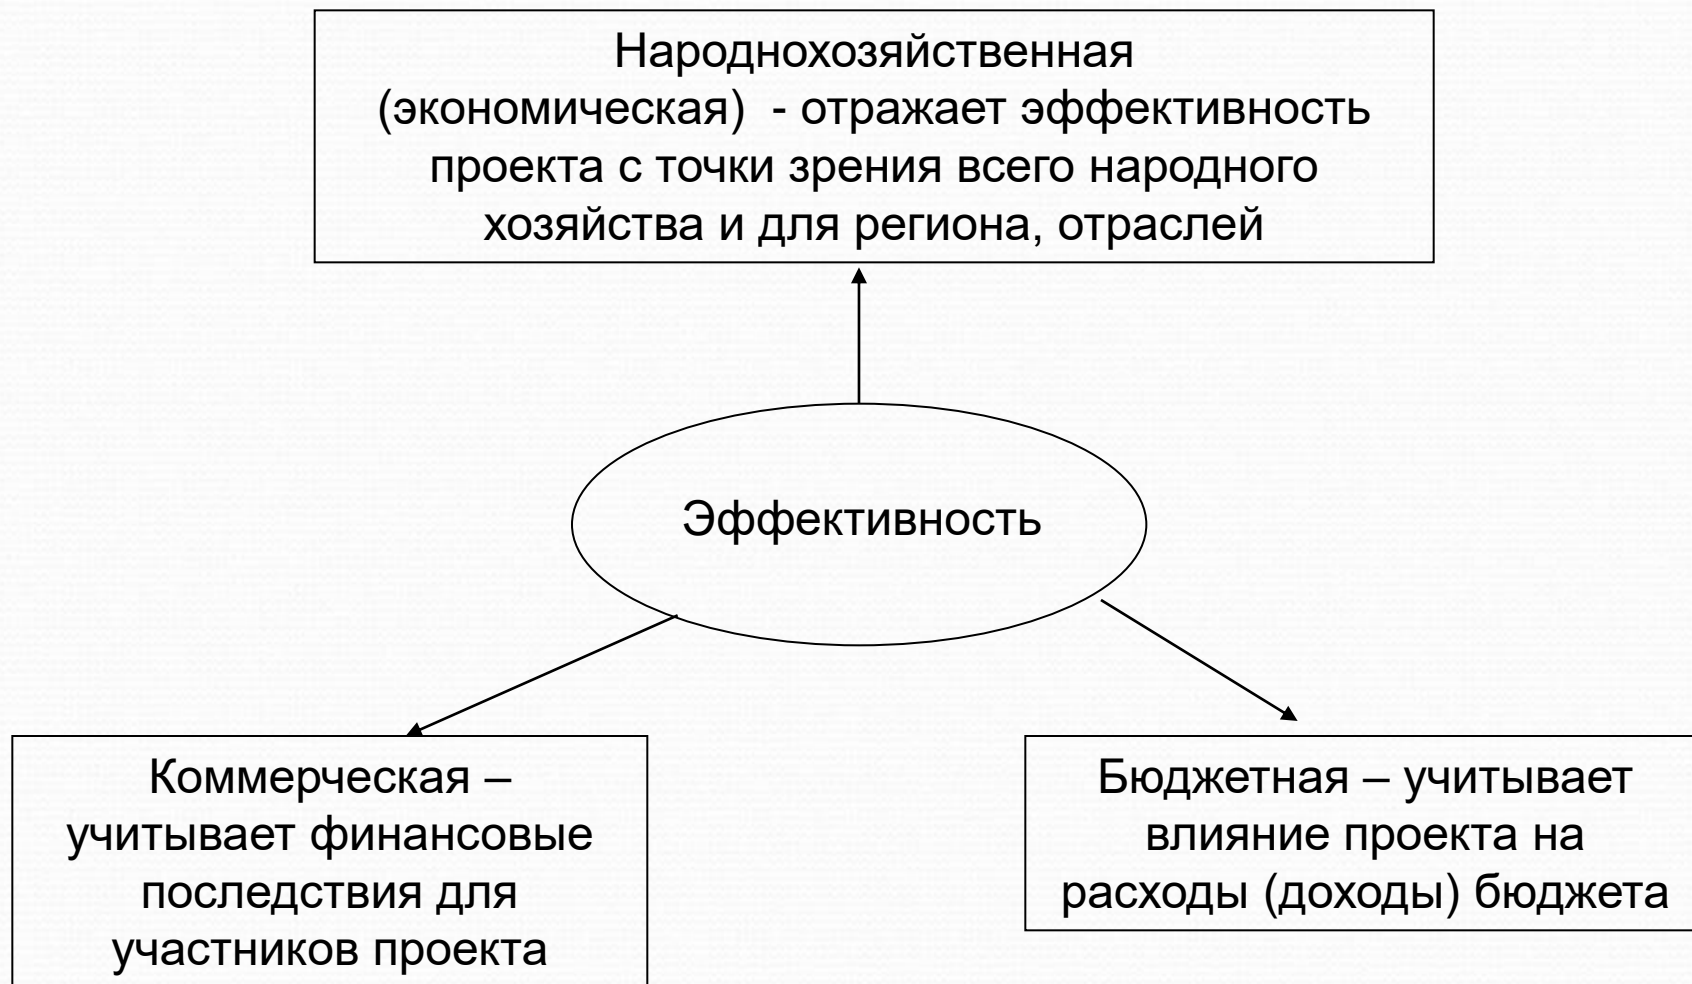 Народнохозяйственная
(экономическая)  - отражает эффективность
проекта с точки зрения всего народного
хозяйства и для региона, отраслей
Эффективность
Коммерческая –
учитывает финансовые
последствия для
участников проекта
Бюджетная – учитывает
влияние проекта на
расходы (доходы) бюджета